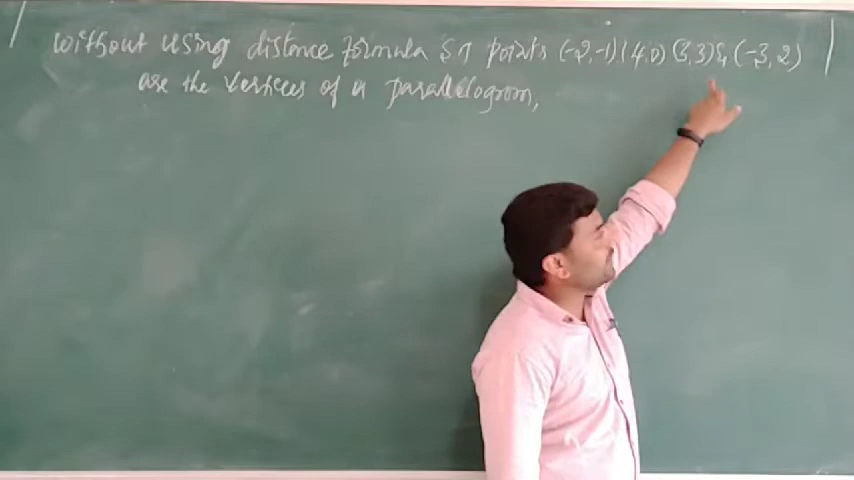 without using distance formula S.T points (-2,-1)(4,0)(3,3)&(-3,2)
are the vertices of a parallelogram,